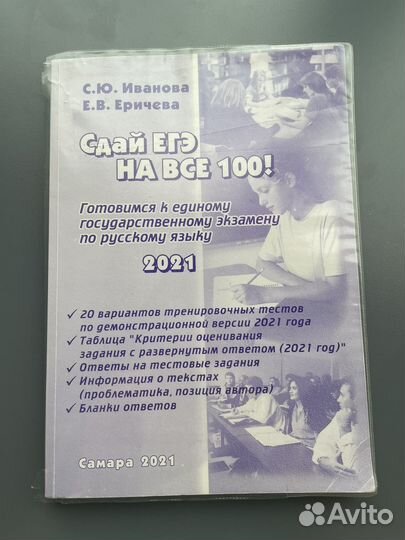 С.Ю. Иванова
Е.В. Еричева
Сдай ЕГЭ
НА ВСЕ 100!
Готовимся к единому
государственному экзамену
по русскому языку
2021
✓ 20 вариантов тренировочных тестов
по демонстрационной версии 2021 года
✓ Таблица "Критерии оценивания
задания с развернутым ответом (2021 год)"
✓ Ответы на тестовые задания
✓ Информация о текстах
(проблематика, позиция автора)
✓ Бланки ответов
Самара 2021
Avito